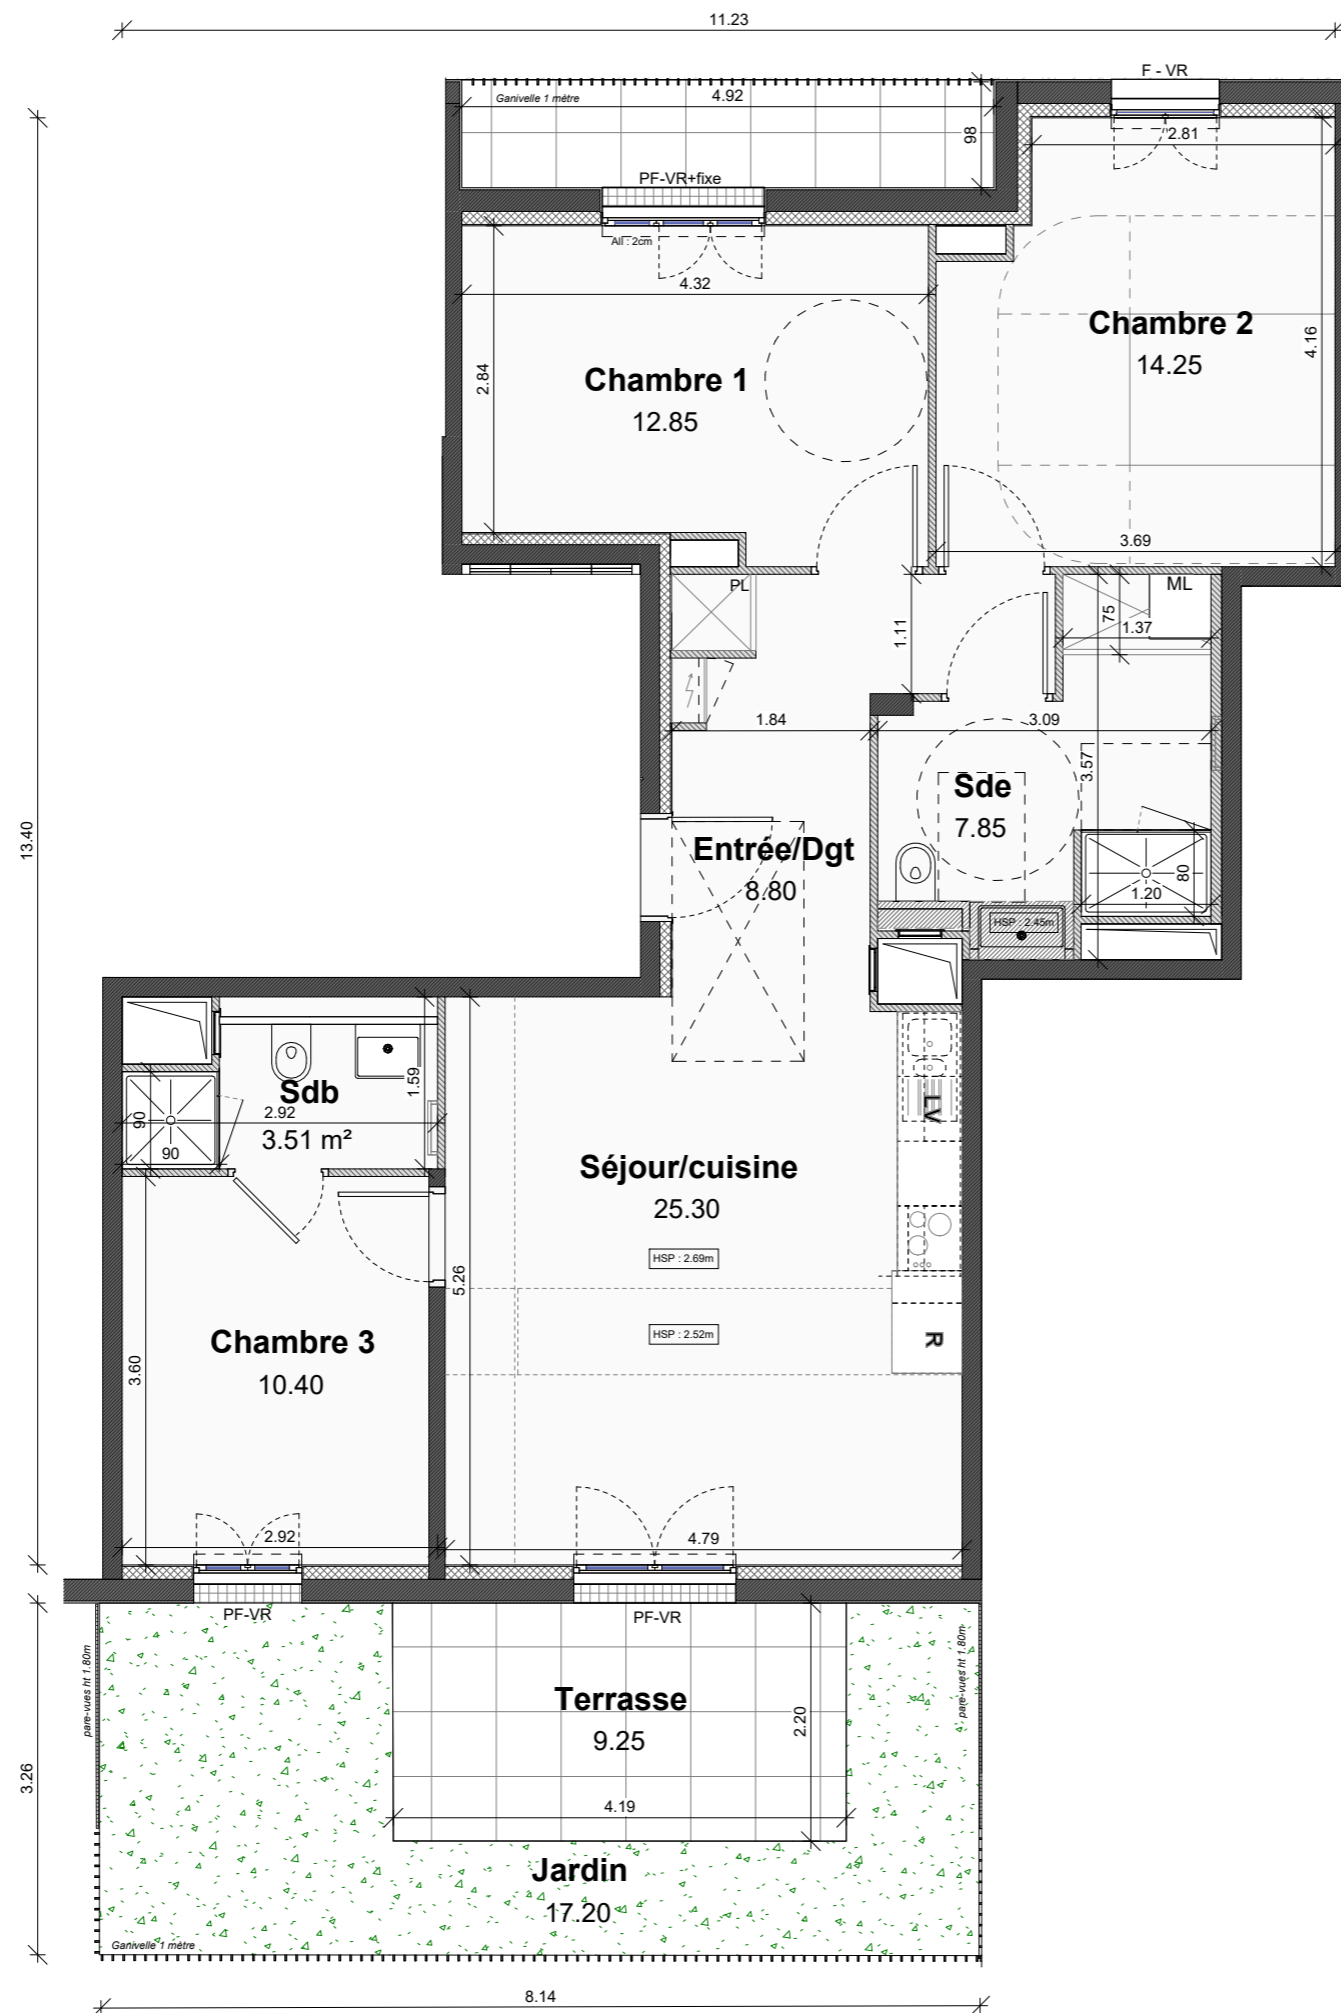 11.23
F - VR
Ganivelle 1 mètre
4.92
98
2.81
PF-VR+fixe
All : 2cm
4.32
Chambre 2
14.25
4.16
Chambre 1
12.85
2.84
3.69
PL
ML
75
1.37
1.11
1.84
3.09
3.57
Sde
7.85
13.40
Entrée/Dgt
8.80
80
1.20
HSP : 2.45m
Sdb
3.51 m²
1.59
2.92
90
90
LV
Séjour/cuisine
25.30
HSP : 2.69m
5.26
HSP : 2.52m
R
Chambre 3
10.40
3.60
2.92
4.79
PF-VR
PF-VR
pare-vues ht 1.80m
pare-vues ht 1.80m
Terrasse
9.25
2.20
3.26
4.19
Jardin
17.20
Ganivelle 1 mètre
8.14